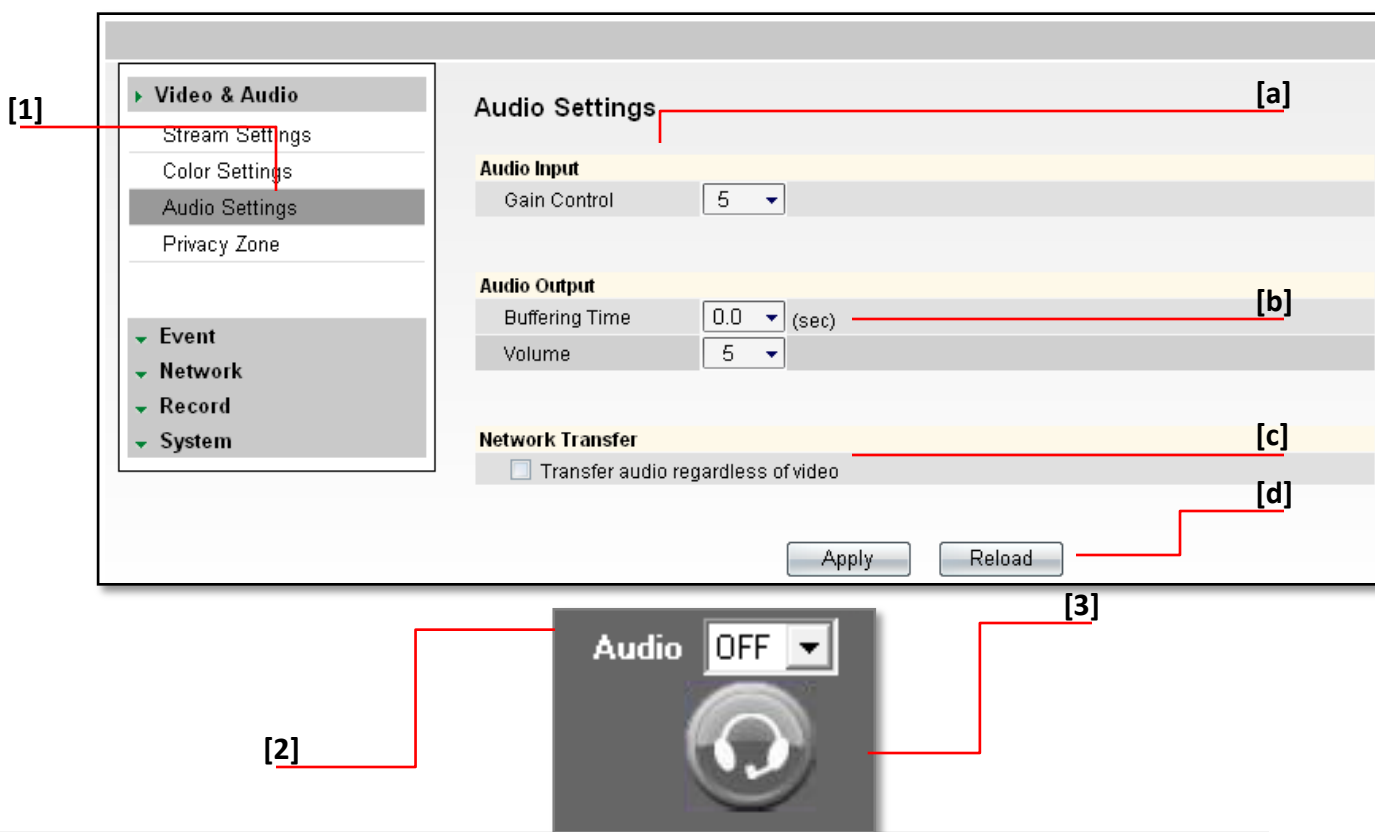 [1]
Video & Audio
Stream Settings
Color Settings
Audio Settings
Privacy Zone
Event
Network
Record
System
Audio Settings
[a]
Audio Input
Gain Control 5
Audio Output
[b]
Buffering Time 0.0 (sec)
Volume 5
Network Transfer
[c]
Transfer audio regardless of video
[d]
Apply Reload
[2]
Audio OFF
[3]